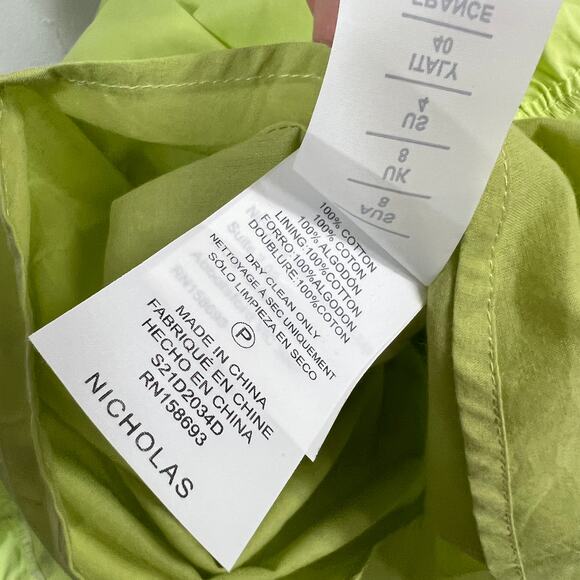 FRANCE
40
ITALY
4
US
8
UK
8
AUS
100% COTTON
100% ALGODON
LINING:100%COTTON
FORRO:100%ALGODON
DOUBLURE:100%COTON
DRY CLEAN ONLY
NETTOYAGE À SEC UNIQUEMENT
SÓLO LIMPIEZA EN SECO
P
MADE IN CHINA
FABRIQUÉ EN CHINE
HECHO EN CHINA
S21D2034D
RN158693
NICHOLAS